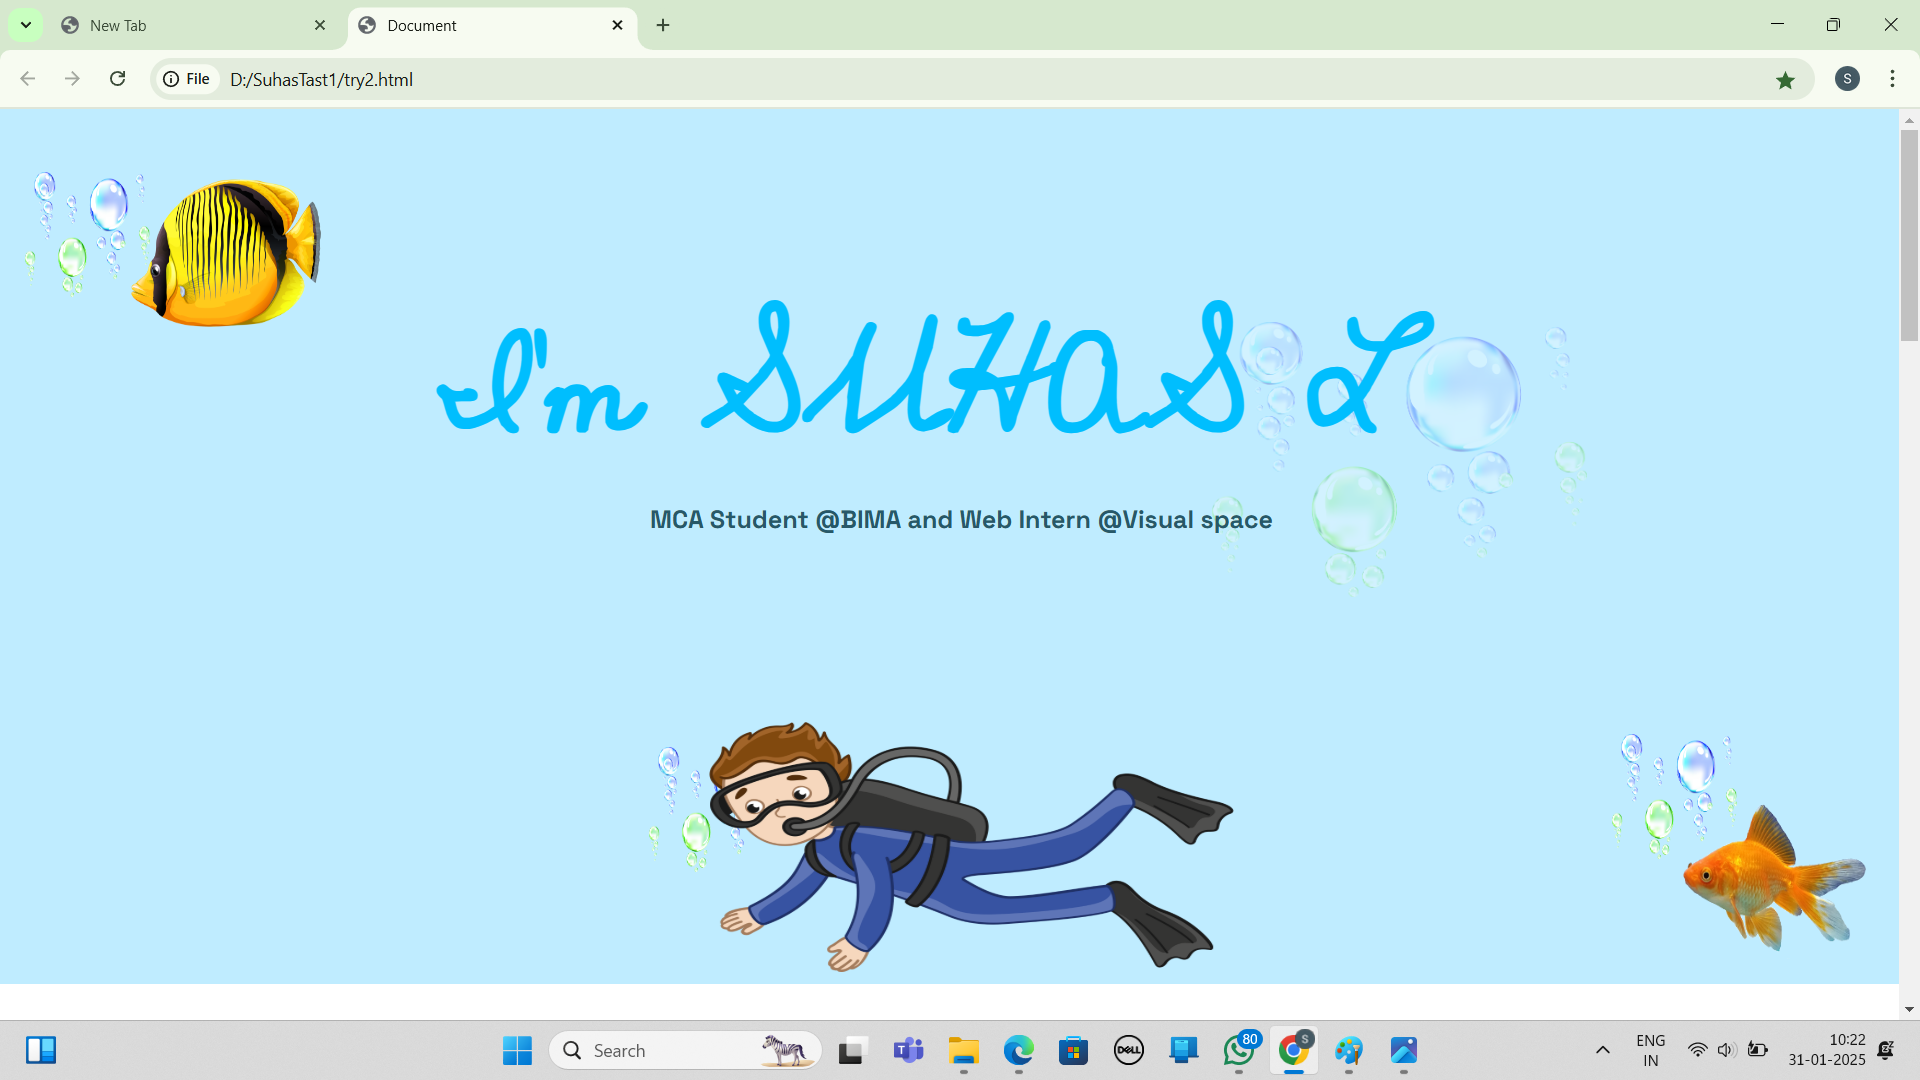 New Tab
Document
File
D:/SuhasTast1/try2.html
S
I'm SUHAS L
MCA Student @BIMA and Web Intern @Visual space
Search
DELL
80
S
ENG
IN
10:22
31-01-2025